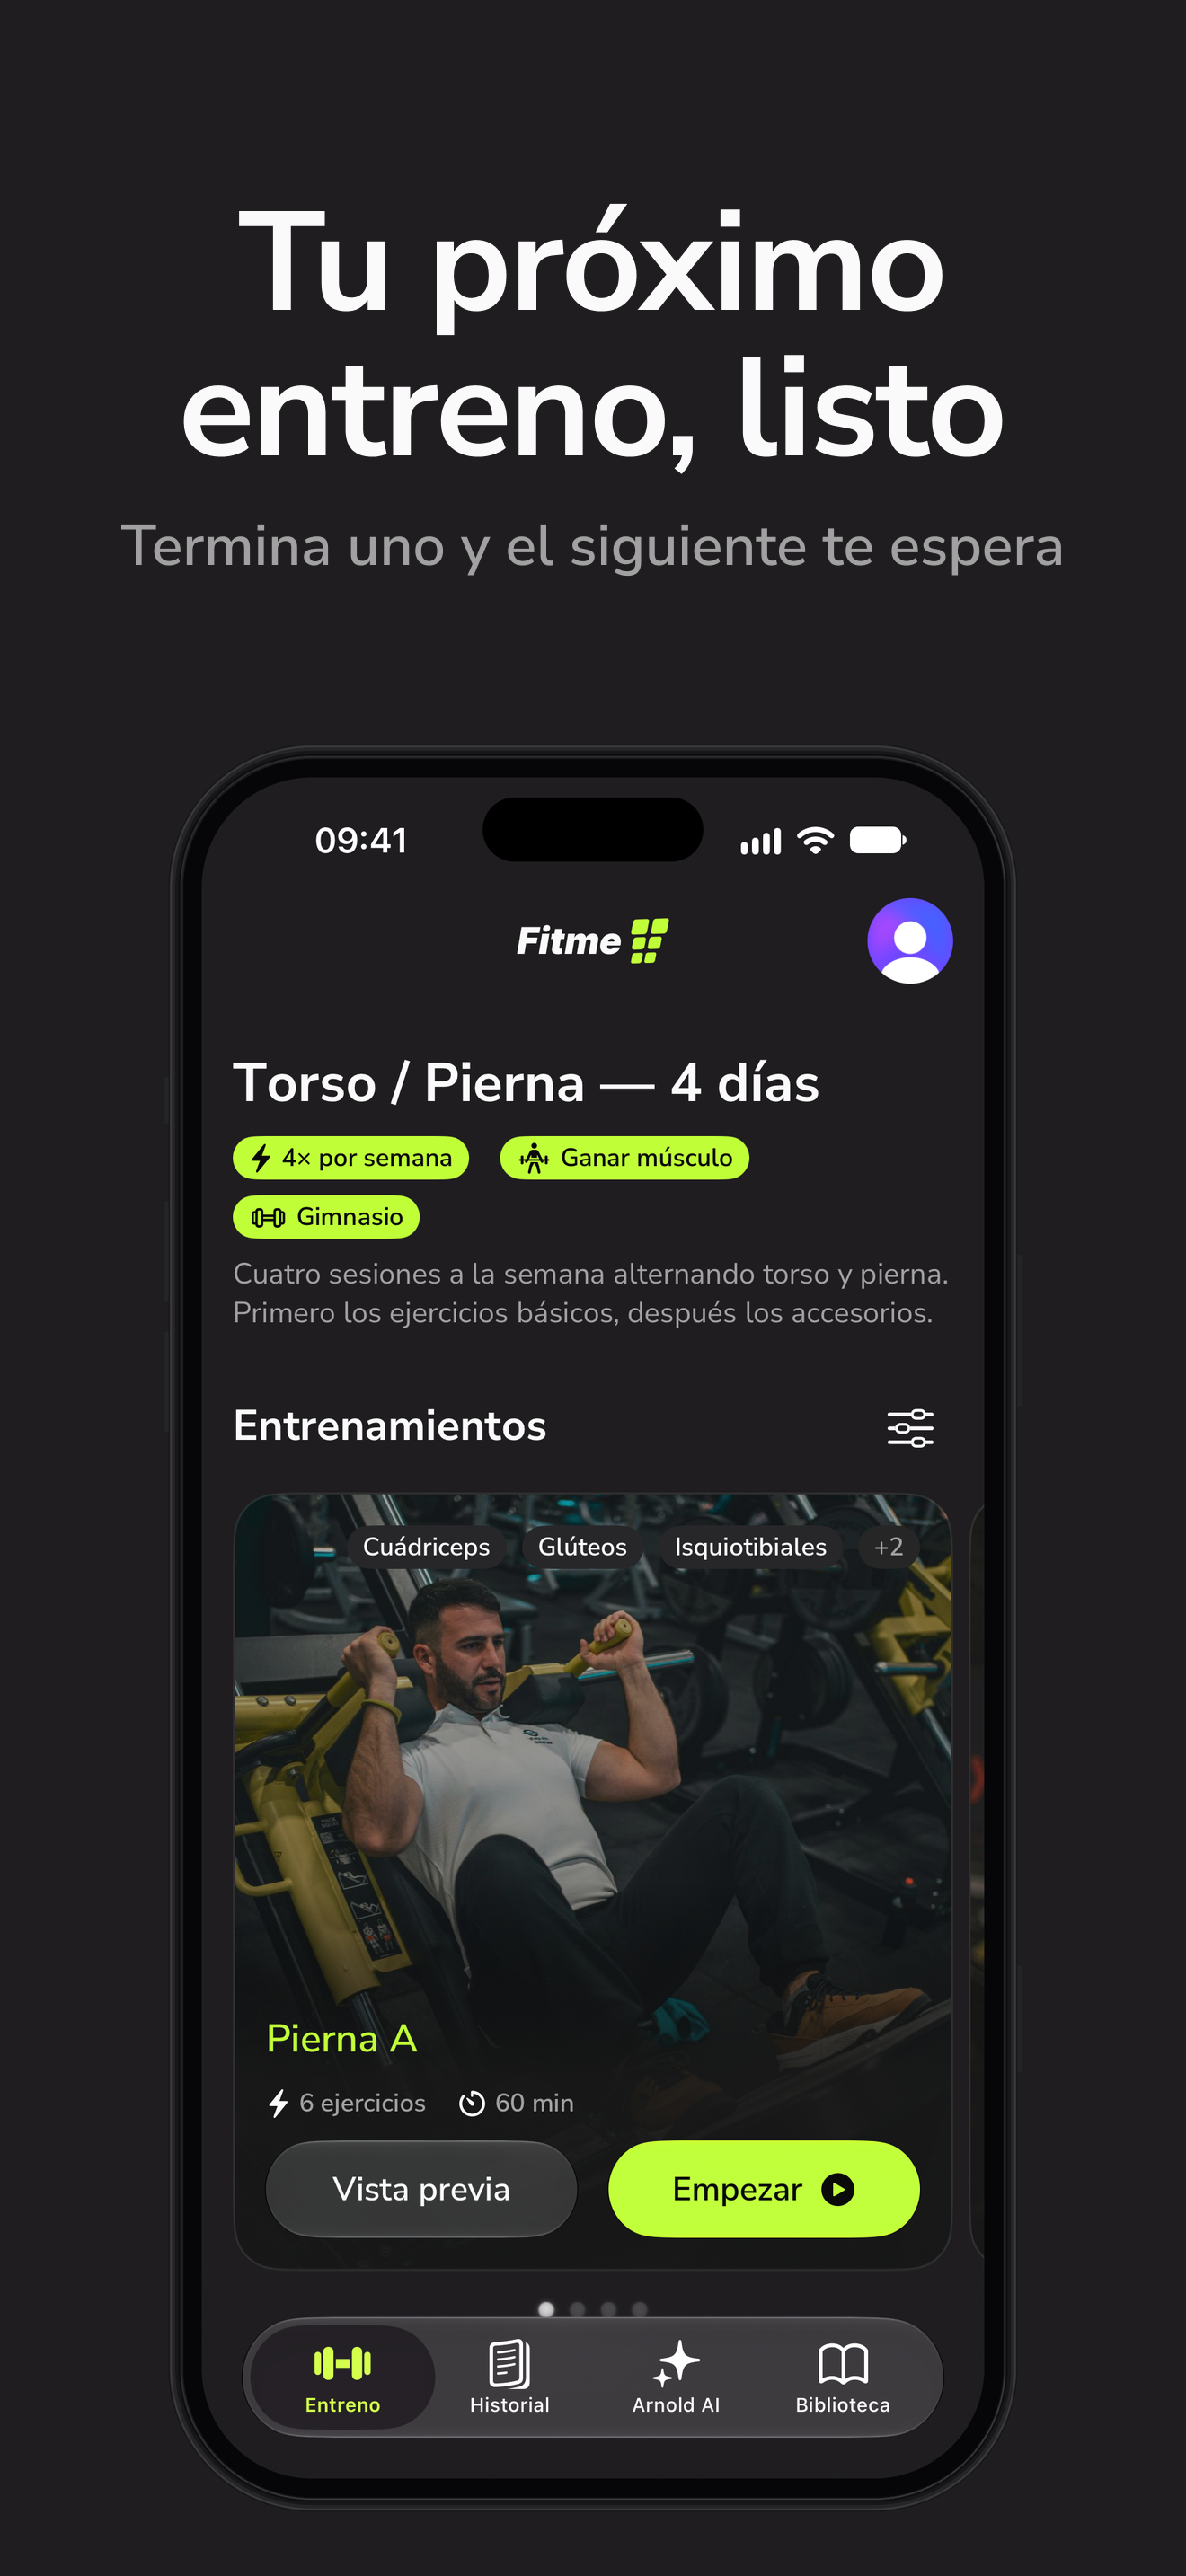 Tu próximo
entreno, listo
Termina uno y el siguiente te espera
09:41
Fitme
Torso / Pierna — 4 días
4× por semana
Ganar músculo
Gimnasio
Cuatro sesiones a la semana alternando torso y pierna.
Primero los ejercicios básicos, después los accesorios.
Entrenamientos
Cuádriceps
Glúteos
Isquiotibiales
+2
Pierna A
6 ejercicios
60 min
Vista previa
Empezar
Entreno
Historial
Arnold AI
Biblioteca